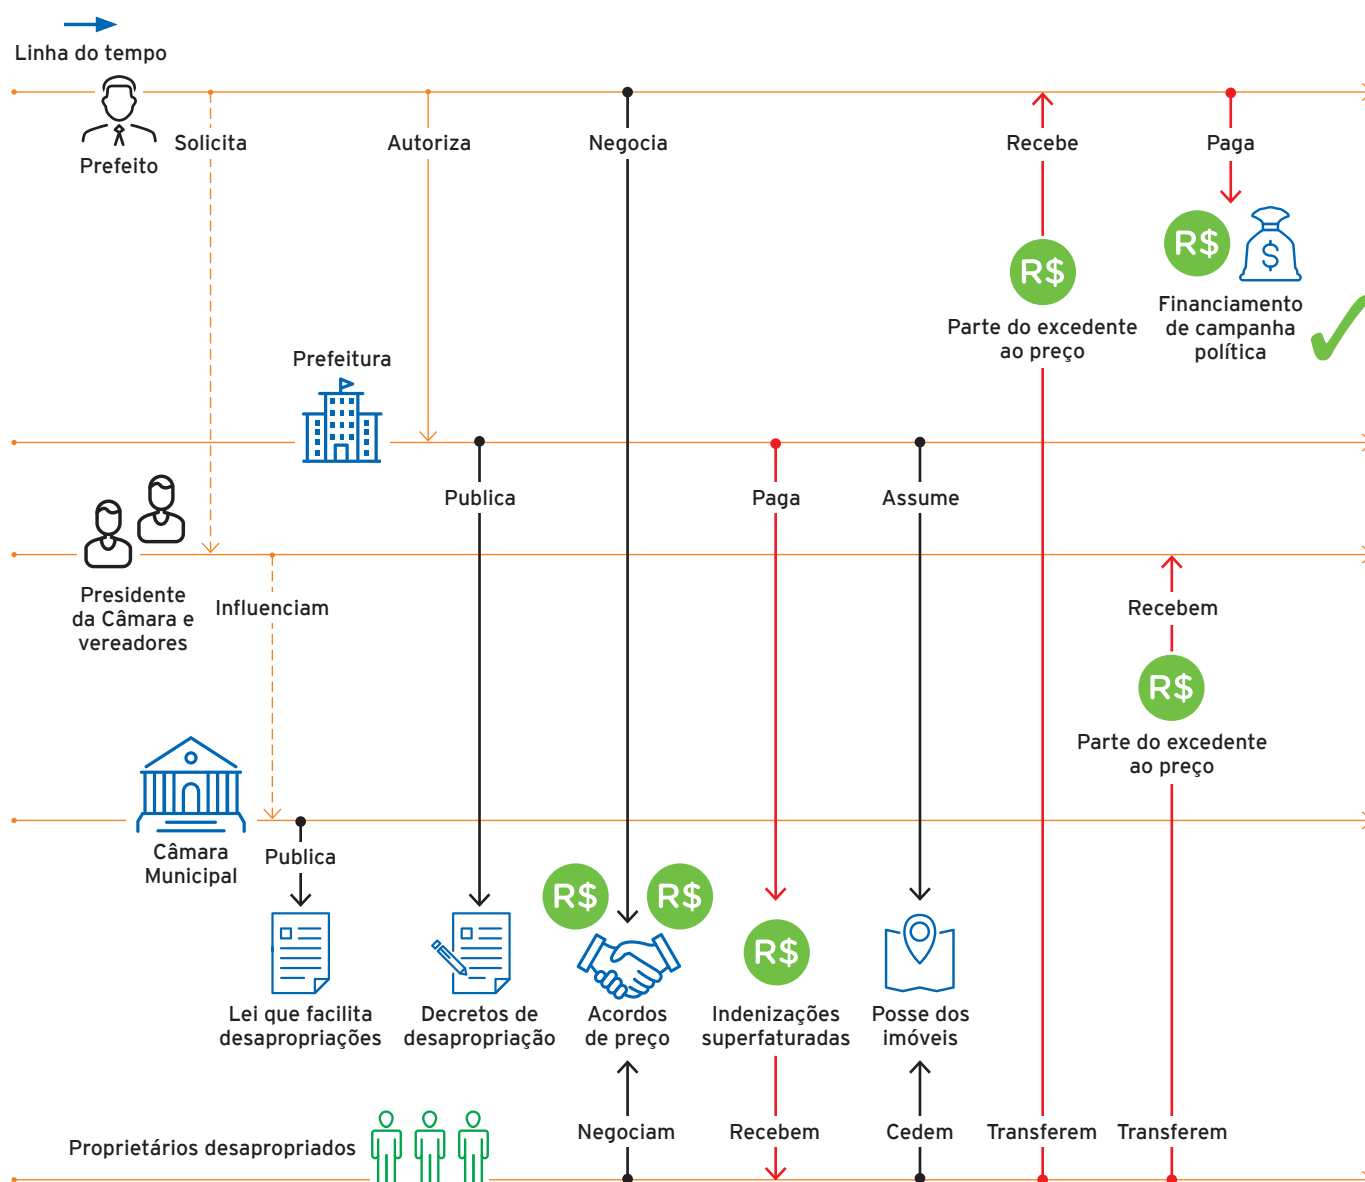 Linha do tempo
Prefeito
Solicita
Autoriza
Negocia
Recebe
Paga
R$
R$
Parte do excedente
ao preço
Financiamento
de campanha
política
$
Prefeitura
Publica
Paga
Assume
Presidente
da Câmara e
vereadores
Influenciam
Recebem
R$
Parte do excedente
ao preço
Câmara
Municipal
Publica
R$
R$
R$
Lei que facilita
desapropriações
Decretos de
desapropriação
Acordos
de preço
Indenizações
superfaturadas
Posse dos
imóveis
Proprietários desapropriados
Negociam
Recebem
Cedem
Transferem
Transferem